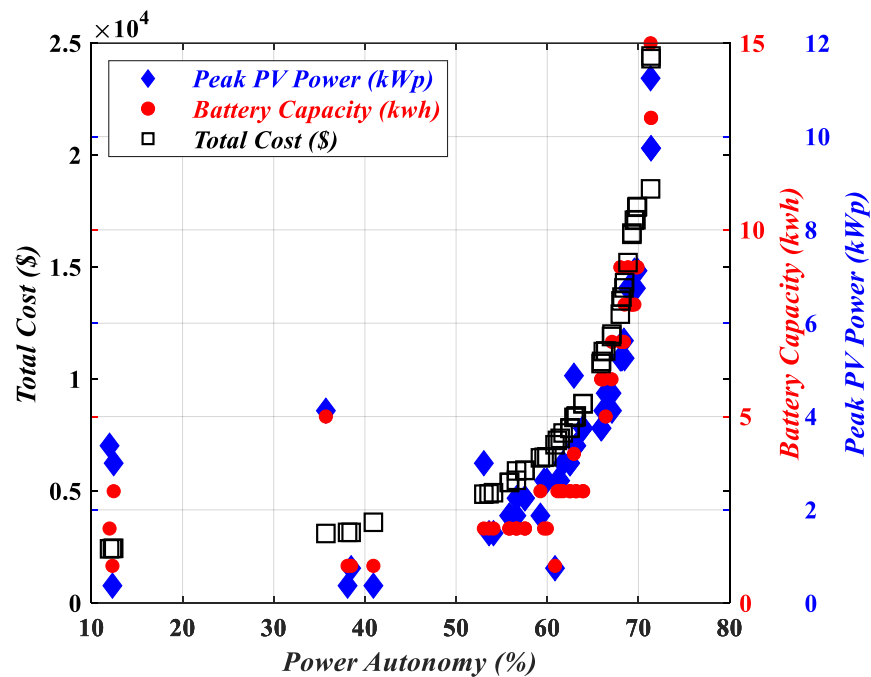 ×10⁴
2.5
2
1.5
1
0.5
0
Total Cost ($)
Peak PV Power (kWp)
Battery Capacity (kwh)
Total Cost ($)
10 20 30 40 50 60 70 80
Power Autonomy (%)
15
10
5
0
Battery Capacity (kwh)
12
10
8
6
4
2
0
Peak PV Power (kWp)